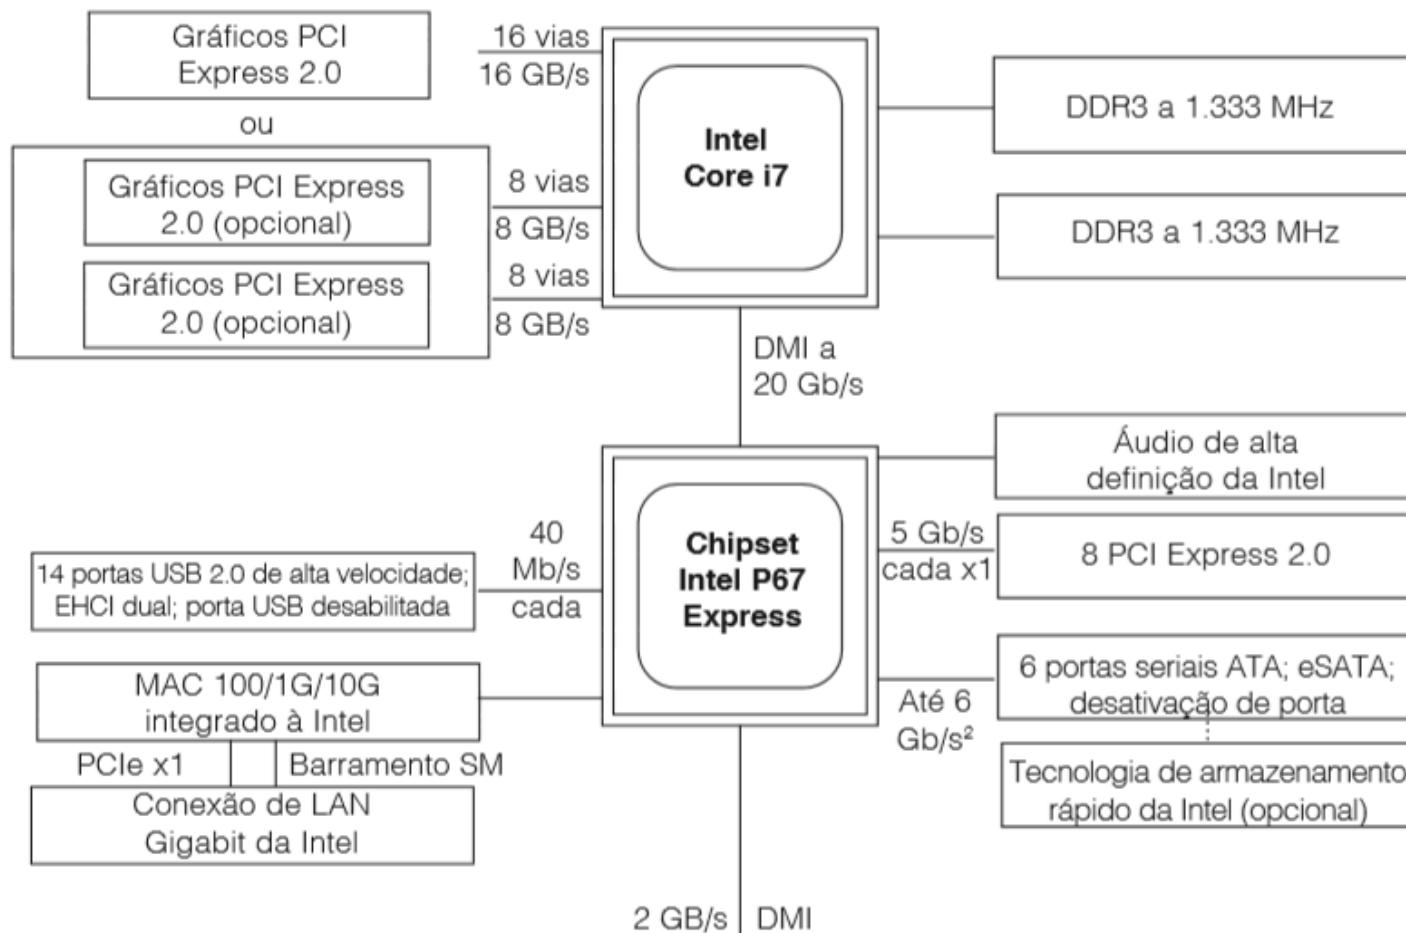 Gráficos PCI
Express 2.0
16 vias
16 GB/s
ou
Gráficos PCI Express
2.0 (opcional)
8 vias
8 GB/s
Gráficos PCI Express
2.0 (opcional)
8 vias
8 GB/s
Intel
Core i7
DDR3 a 1.333 MHz
DDR3 a 1.333 MHz
DMI a
20 Gb/s
Áudio de alta
definição da Intel
Chipset
Intel P67
Express
5 Gb/s
cada x1
8 PCI Express 2.0
40
Mb/s
cada
14 portas USB 2.0 de alta velocidade;
EHCI dual; porta USB desabilitada
6 portas seriais ATA; eSATA;
desativação de porta
Até 6
Gb/s²
MAC 100/1G/10G
integrado à Intel
PCIe x1
Barramento SM
Conexão de LAN
Gigabit da Intel
Tecnologia de armazenamento
rápido da Intel (opcional)
2 GB/s
DMI